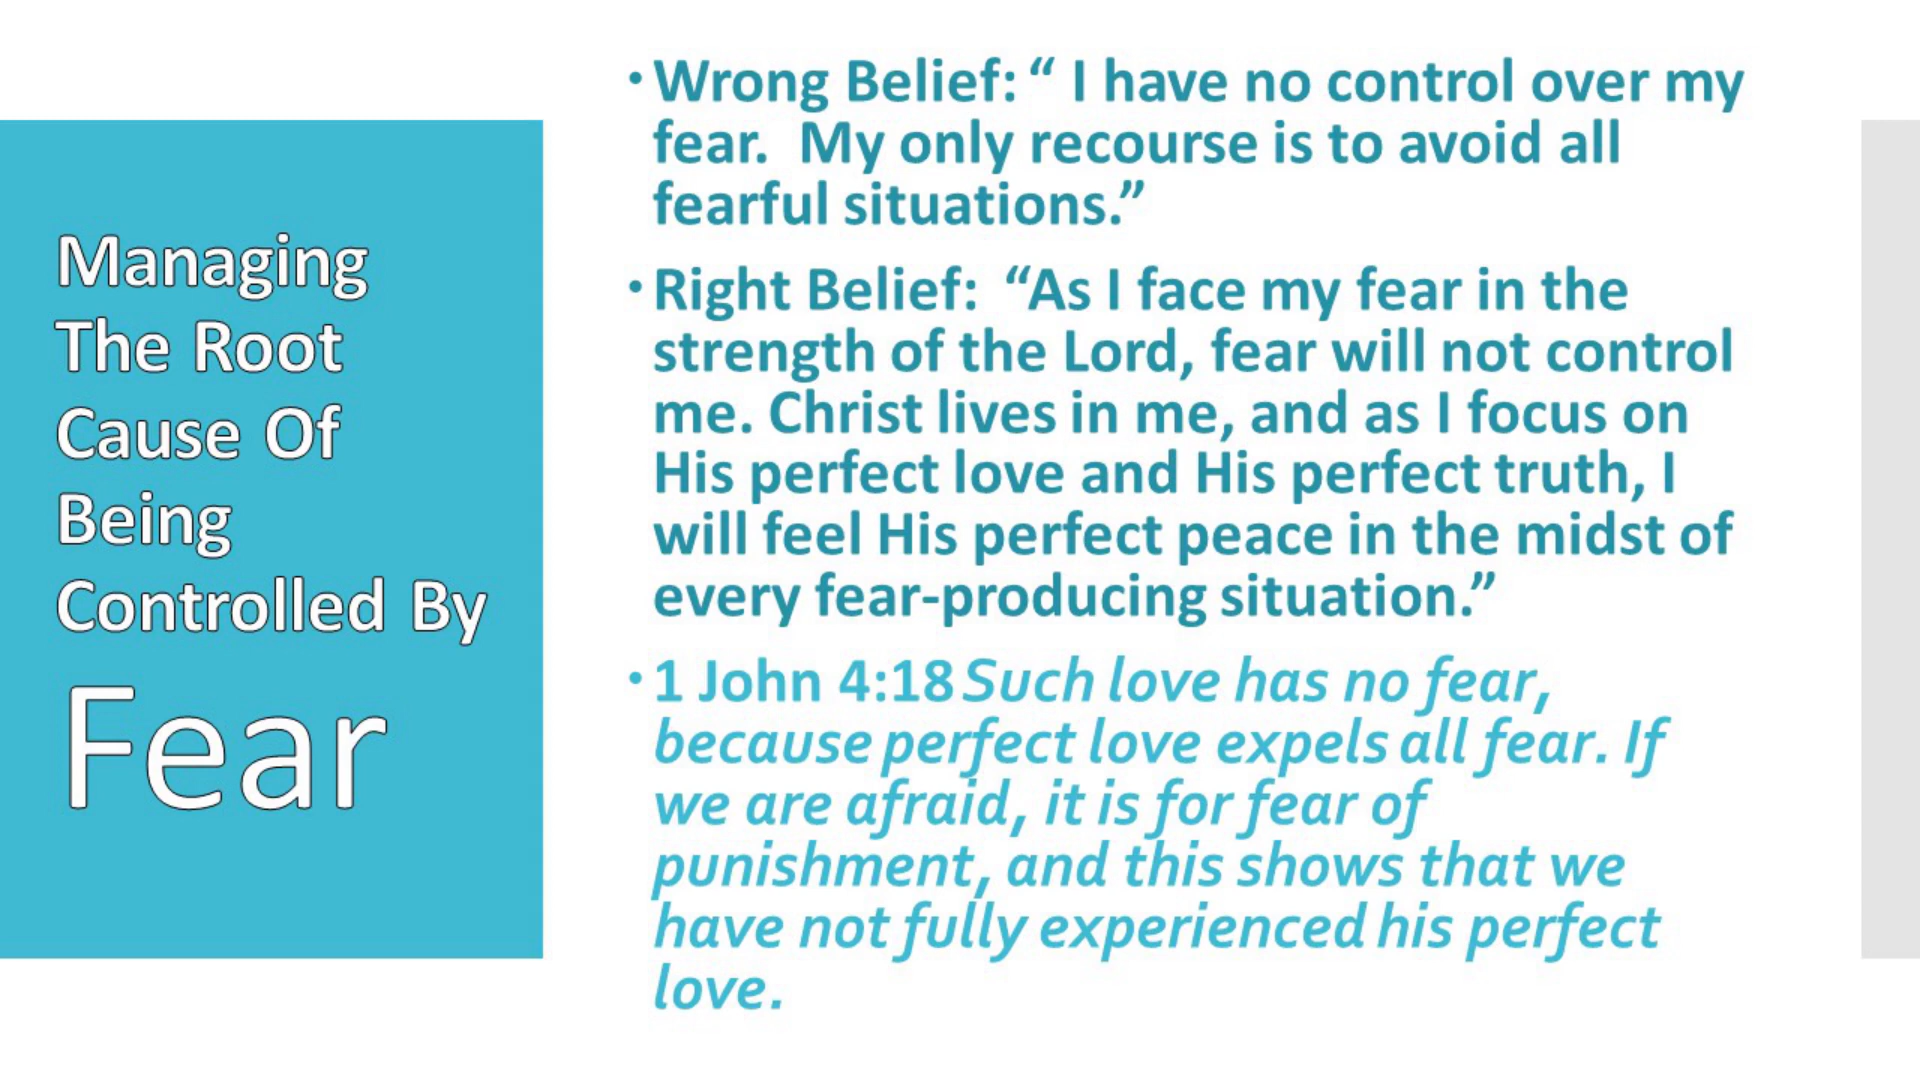 Managing
The Root
Cause Of
Being
Controlled By
Fear
• Wrong Belief: “ I have no control over my
fear.  My only recourse is to avoid all
fearful situations.”
• Right Belief:  “As I face my fear in the
strength of the Lord, fear will not control
me. Christ lives in me, and as I focus on
His perfect love and His perfect truth, I
will feel His perfect peace in the midst of
every fear-producing situation.”
• 1 John 4:18 Such love has no fear,
because perfect love expels all fear. If
we are afraid, it is for fear of
punishment, and this shows that we
have not fully experienced his perfect
love.